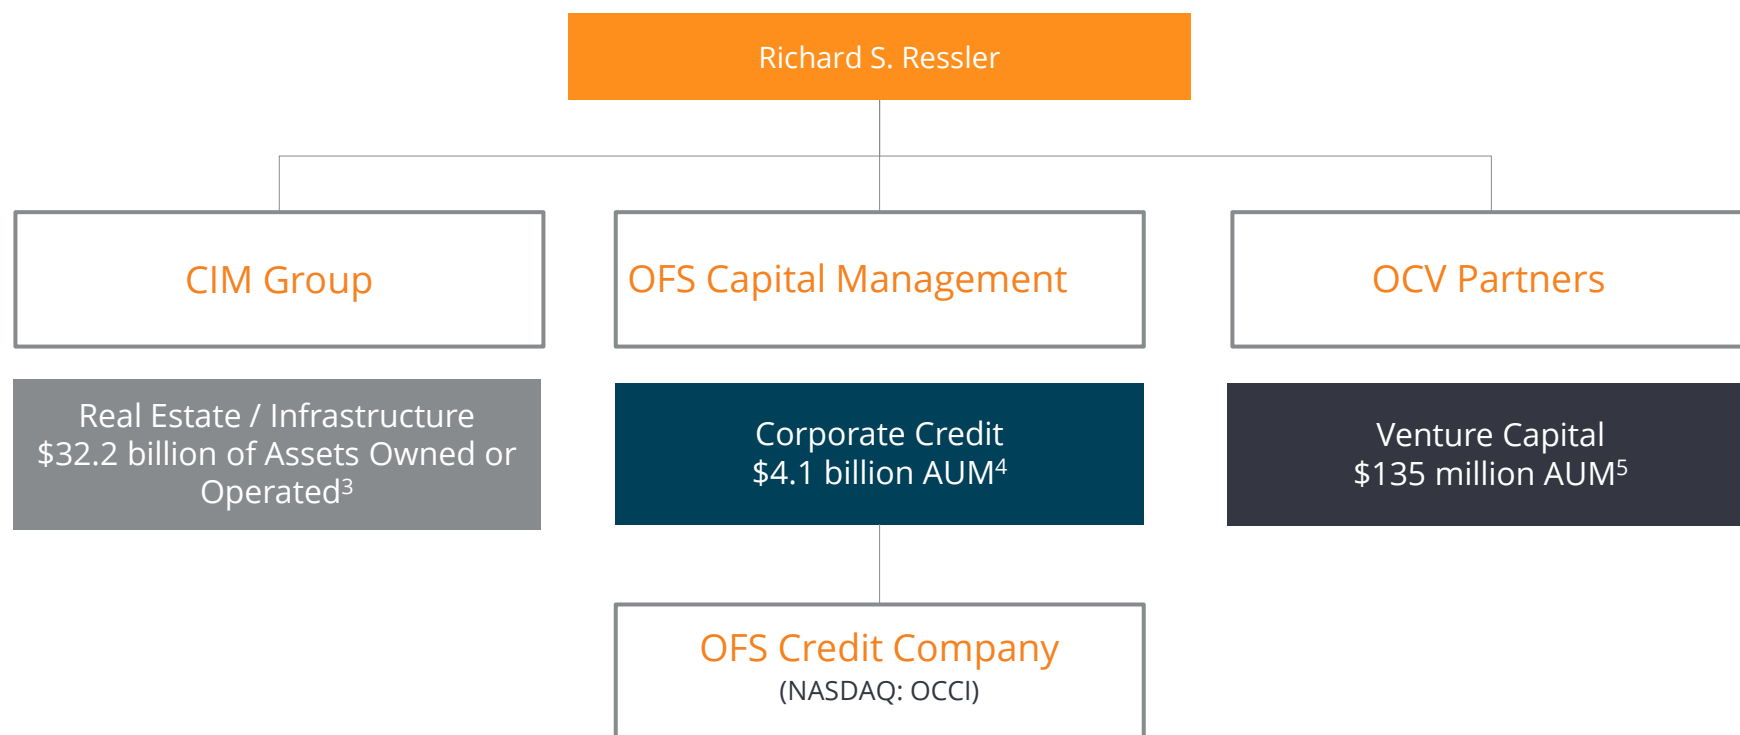 Richard S. Ressler
CIM Group
OFS Capital Management
OCV Partners
Real Estate / Infrastructure
$32.2 billion of Assets Owned or
Operated³
Corporate Credit
$4.1 billion AUM⁴
Venture Capital
$135 million AUM⁵
OFS Credit Company
(NASDAQ: OCCI)